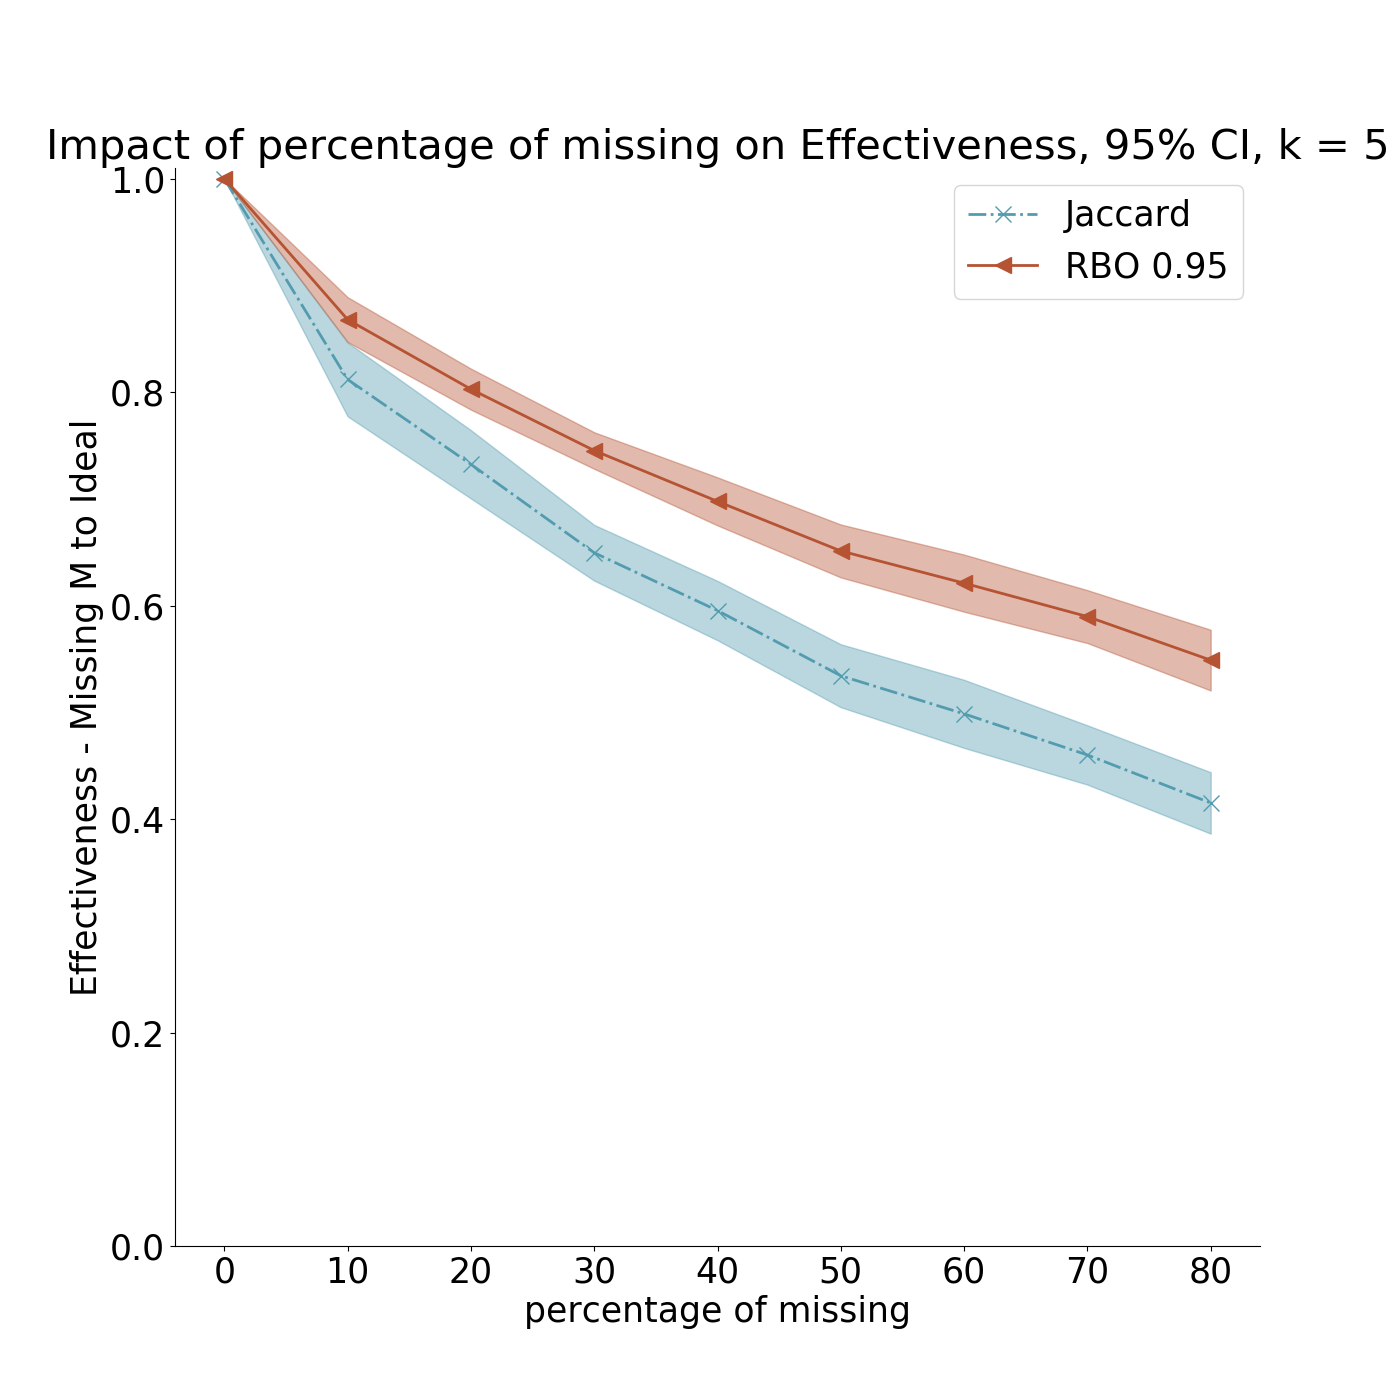 Impact of percentage of missing on Effectiveness, 95% CI, k = 5
Jaccard
RBO 0.95
Effectiveness - Missing M to Ideal
1.0
0.8
0.6
0.4
0.2
0.0
0 10 20 30 40 50 60 70 80
percentage of missing